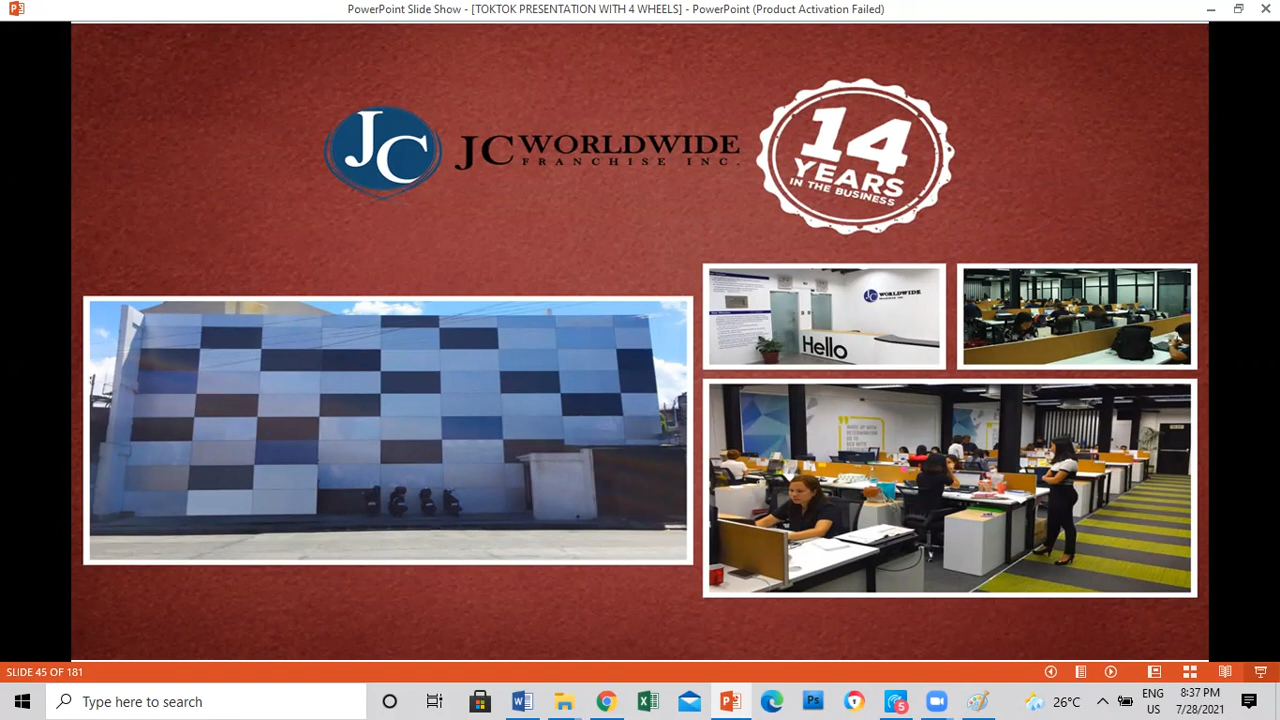 PowerPoint Slide Show - [TOKTOK PRESENTATION WITH 4 WHEELS] - PowerPoint (Product Activation Failed)
JC
JC WORLDWIDE
FRANCHISE INC.
14
YEARS
IN THE BUSINESS
JC WORLDWIDE
Hello
SLIDE 45 OF 181
Type here to search
5
26°C
ENG
US
8:37 PM
7/28/2021